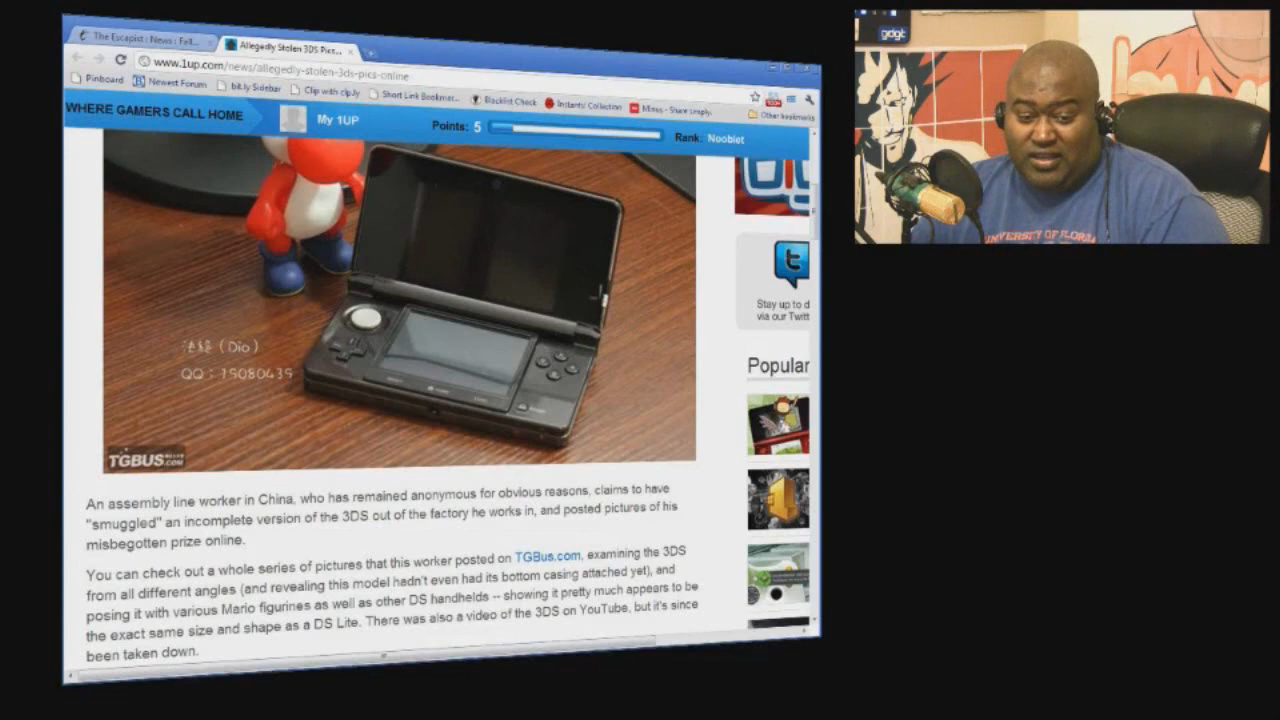 The Escapist : News : Fall...
Allegedly Stolen 3DS Pict...
www.1up.com/news/allegedly-stolen-3ds-pics-online
Pinboard Newest Forum bit.ly Sidebar Clip with clp.ly Short Link Bookmar... Blacklist Check Instants! Collection Minus - Share simply. Other bookmarks
WHERE GAMERS CALL HOME My 1UP Points: 5 Rank: Nooblet
(Dio)
QQ：19080439
TGBUS.COM
Stay up to d
via our Twitt
Popular
An assembly line worker in China, who has remained anonymous for obvious reasons, claims to have
"smuggled" an incomplete version of the 3DS out of the factory he works in, and posted pictures of his
misbegotten prize online.
You can check out a whole series of pictures that this worker posted on TGBus.com, examining the 3DS
from all different angles (and revealing this model hadn't even had its bottom casing attached yet), and
posing it with various Mario figurines as well as other DS handhelds -- showing it pretty much appears to be
the exact same size and shape as a DS Lite. There was also a video of the 3DS on YouTube, but it's since
been taken down.
gdgt
UNIVERSITY OF FLORIDA